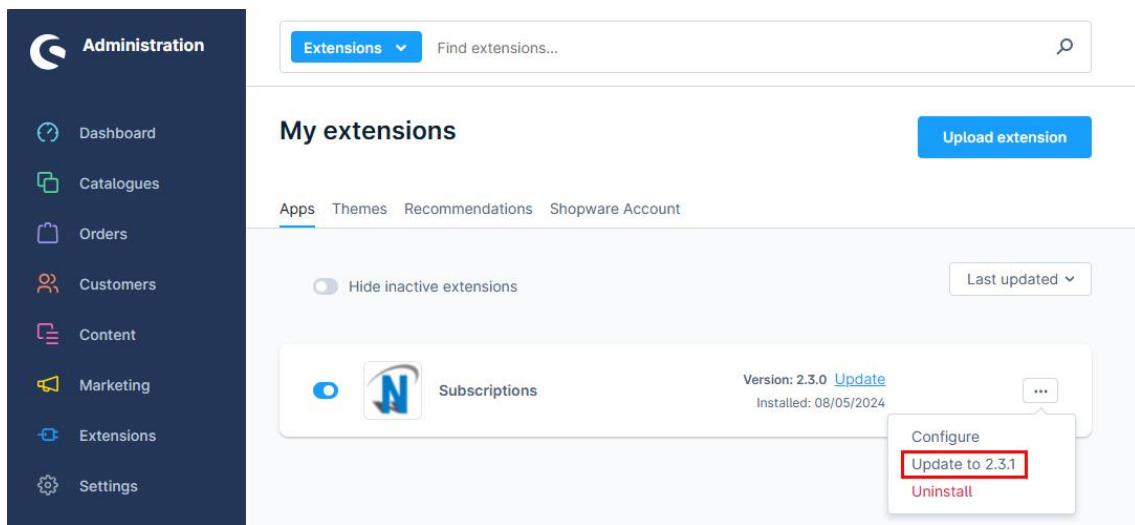 Administration
Extensions
Find extensions...
Dashboard
Catalogues
Orders
Customers
Content
Marketing
Extensions
Settings
My extensions
Upload extension
Apps Themes Recommendations Shopware Account
Hide inactive extensions
Last updated
Subscriptions
Version: 2.3.0 Update
Installed: 08/05/2024
Configure
Update to 2.3.1
Uninstall